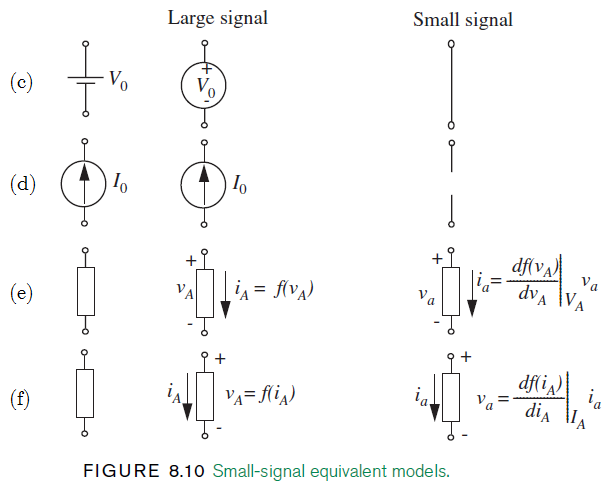 Large signal Small signal
(c) V0 + V0 -
(d) I0 I0
(e) + vA - iA = f(vA) + va - ia = df(vA) / dvA | VA va
(f) iA + vA = f(iA) - ia + va = df(iA) / diA | IA ia -
FIGURE 8.10 Small-signal equivalent models.